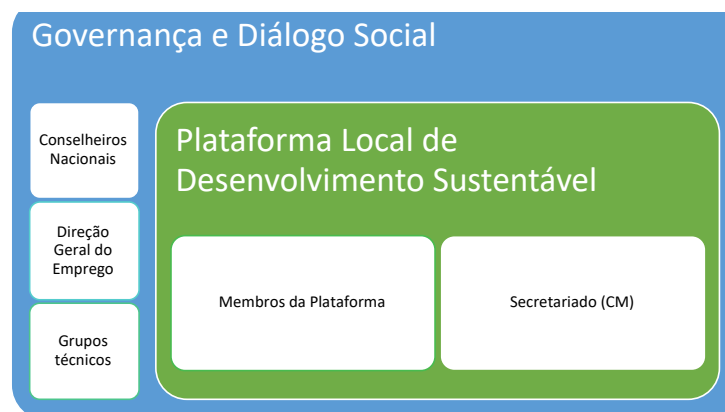 Governança e Diálogo Social
Conselheiros
Nacionais
Direção
Geral do
Emprego
Grupos
técnicos
Plataforma Local de
Desenvolvimento Sustentável
Membros da Plataforma
Secretariado (CM)